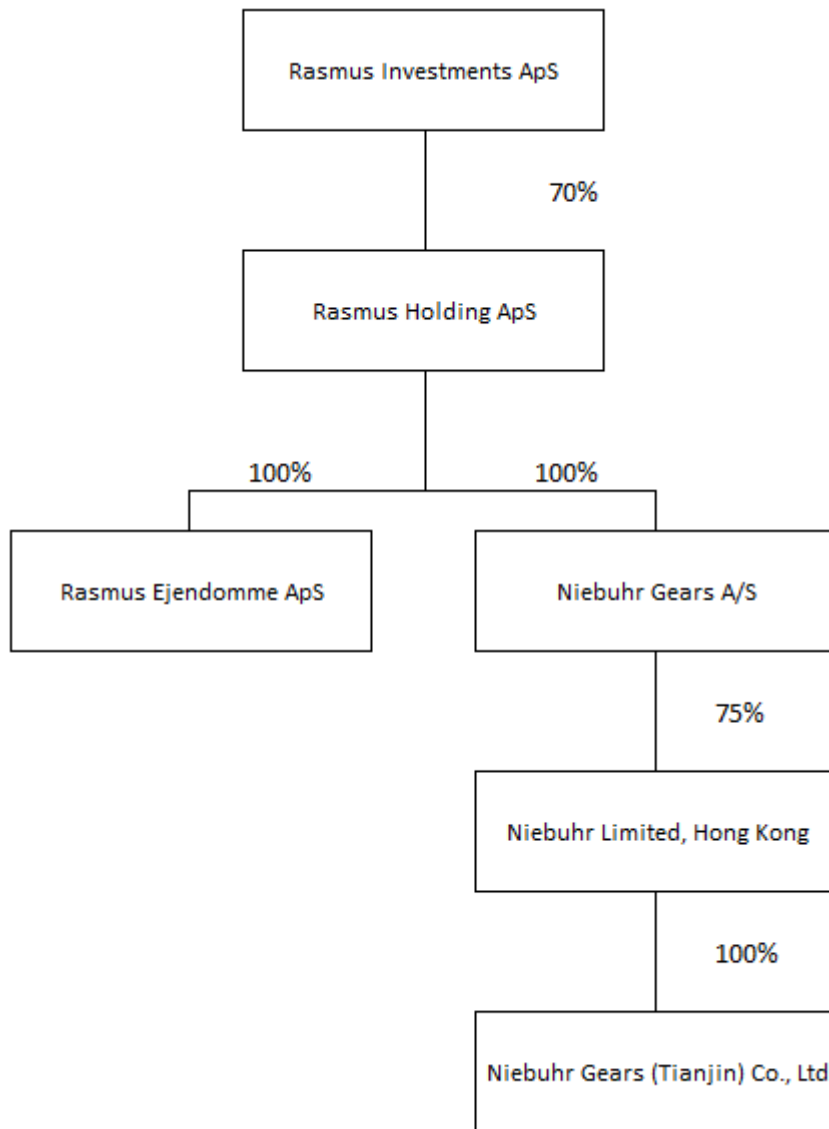 Rasmus Investments ApS
70%
Rasmus Holding ApS
100%
100%
Rasmus Ejendomme ApS
Niebuhr Gears A/S
75%
Niebuhr Limited, Hong Kong
100%
Niebuhr Gears (Tianjin) Co., Ltd